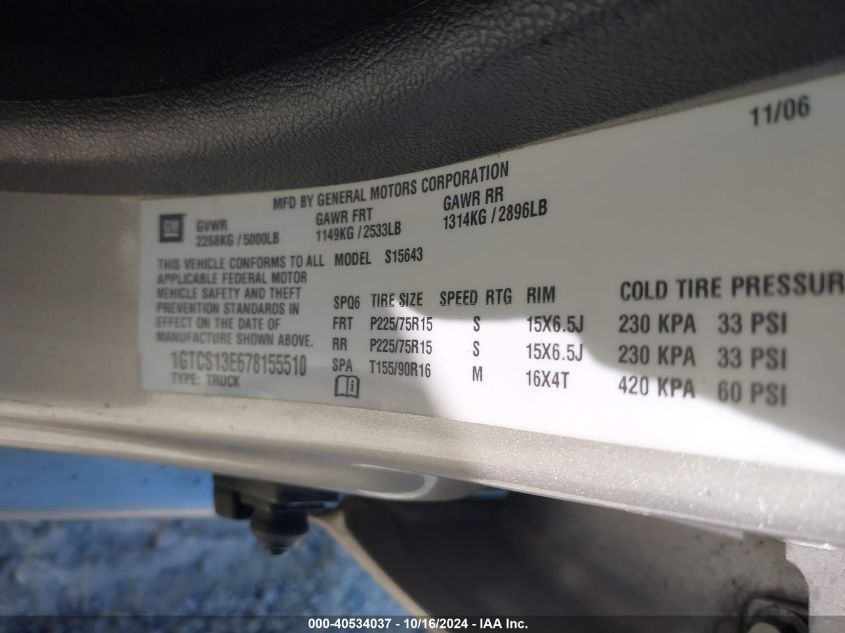 11/06
MFD BY GENERAL MOTORS CORPORATION
GM
GVWR GAWR FRT GAWR RR
2268KG / 5000LB 1149KG / 2533LB 1314KG / 2896LB
THIS VEHICLE CONFORMS TO ALL
APPLICABLE FEDERAL MOTOR
VEHICLE SAFETY AND THEFT
PREVENTION STANDARDS IN
EFFECT ON THE DATE OF
MANUFACTURE SHOWN ABOVE.
1GTCS13E678155510
TYPE: TRUCK
MODEL S15643
SPQ6 TIRE SIZE SPEED RTG RIM COLD TIRE PRESSUR
FRT P225/75R15 S 15X6.5J 230 KPA 33 PSI
RR P225/75R15 S 15X6.5J 230 KPA 33 PSI
SPA T155/90R16 M 16X4T 420 KPA 60 PSI
000-40534037 - 10/16/2024 - IAA Inc.